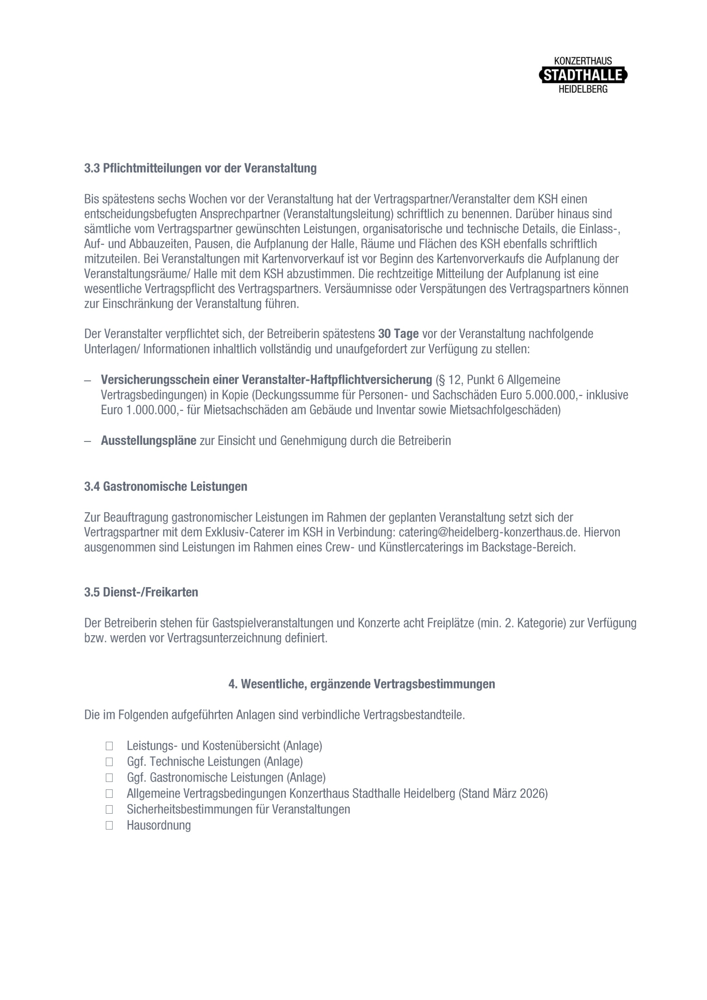 KONZERTHAUS
STADTHALLE
HEIDELBERG
3.3 Pflichtmitteilungen vor der Veranstaltung
Bis spätestens sechs Wochen vor der Veranstaltung hat der Vertragspartner/Veranstalter dem KSH einen
entscheidungsbefugten Ansprechpartner (Veranstaltungsleitung) schriftlich zu benennen. Darüber hinaus sind
sämtliche vom Vertragspartner gewünschten Leistungen, organisatorische und technische Details, die Einlass-,
Auf- und Abbauzeiten, Pausen, die Aufplanung der Halle, Räume und Flächen des KSH ebenfalls schriftlich
mitzuteilen. Bei Veranstaltungen mit Kartenvorverkauf ist vor Beginn des Kartenvorverkaufs die Aufplanung der
Veranstaltungsräume/ Halle mit dem KSH abzustimmen. Die rechtzeitige Mitteilung der Aufplanung ist eine
wesentliche Vertragspflicht des Vertragspartners. Versäumnisse oder Verspätungen des Vertragspartners können
zur Einschränkung der Veranstaltung führen.
Der Veranstalter verpflichtet sich, der Betreiberin spätestens 30 Tage vor der Veranstaltung nachfolgende
Unterlagen/ Informationen inhaltlich vollständig und unaufgefordert zur Verfügung zu stellen:
– Versicherungsschein einer Veranstalter-Haftpflichtversicherung (§ 12, Punkt 6 Allgemeine
Vertragsbedingungen) in Kopie (Deckungssumme für Personen- und Sachschäden Euro 5.000.000,- inklusive
Euro 1.000.000,- für Mietsachschäden am Gebäude und Inventar sowie Mietsachfolgeschäden)
– Ausstellungspläne zur Einsicht und Genehmigung durch die Betreiberin
3.4 Gastronomische Leistungen
Zur Beauftragung gastronomischer Leistungen im Rahmen der geplanten Veranstaltung setzt sich der
Vertragspartner mit dem Exklusiv-Caterer im KSH in Verbindung: catering@heidelberg-konzerthaus.de. Hiervon
ausgenommen sind Leistungen im Rahmen eines Crew- und Künstlercaterings im Backstage-Bereich.
3.5 Dienst-/Freikarten
Der Betreiberin stehen für Gastspielveranstaltungen und Konzerte acht Freiplätze (min. 2. Kategorie) zur Verfügung
bzw. werden vor Vertragsunterzeichnung definiert.
4. Wesentliche, ergänzende Vertragsbestimmungen
Die im Folgenden aufgeführten Anlagen sind verbindliche Vertragsbestandteile.
□ Leistungs- und Kostenübersicht (Anlage)
□ Ggf. Technische Leistungen (Anlage)
□ Ggf. Gastronomische Leistungen (Anlage)
□ Allgemeine Vertragsbedingungen Konzerthaus Stadthalle Heidelberg (Stand März 2026)
□ Sicherheitsbestimmungen für Veranstaltungen
□ Hausordnung